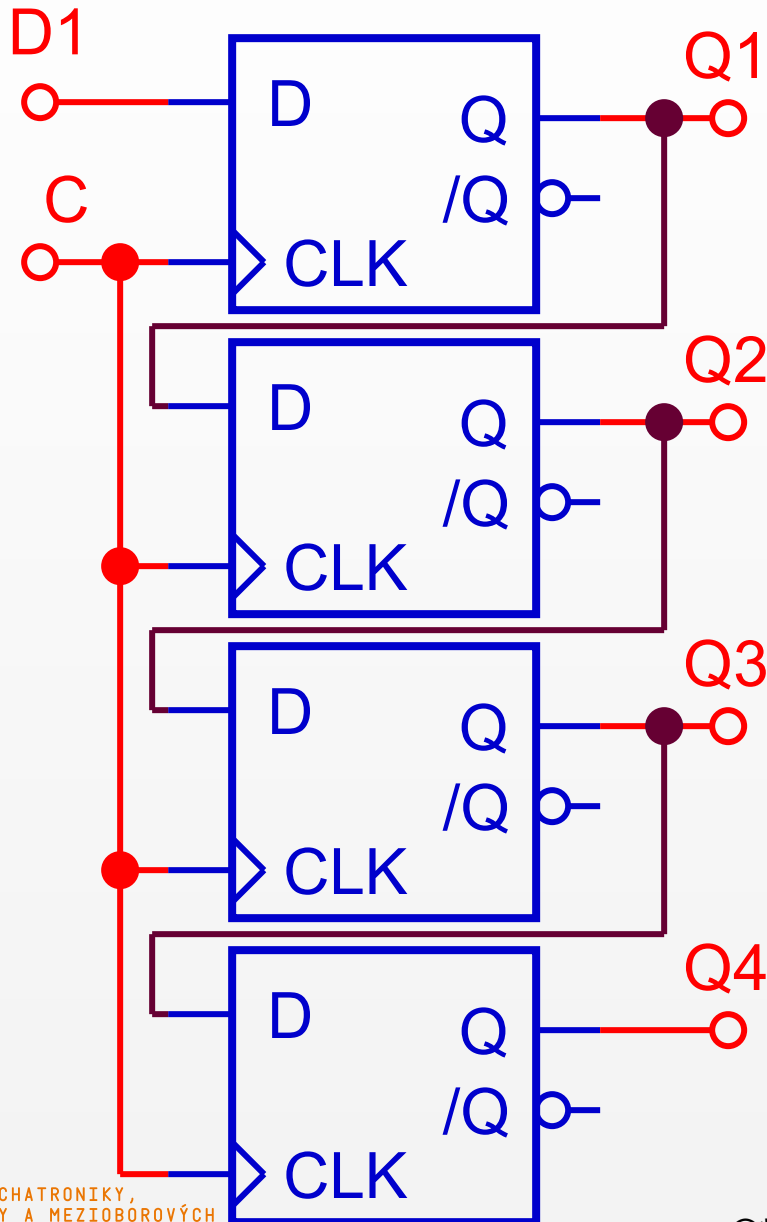 D1
Q1
D
Q
C
/Q
CLK
Q2
D
Q
/Q
CLK
Q3
D
Q
/Q
CLK
Q4
D
Q
/Q
CLK
CHATRONIKY,
Y A MEZIOBOROVÝCH